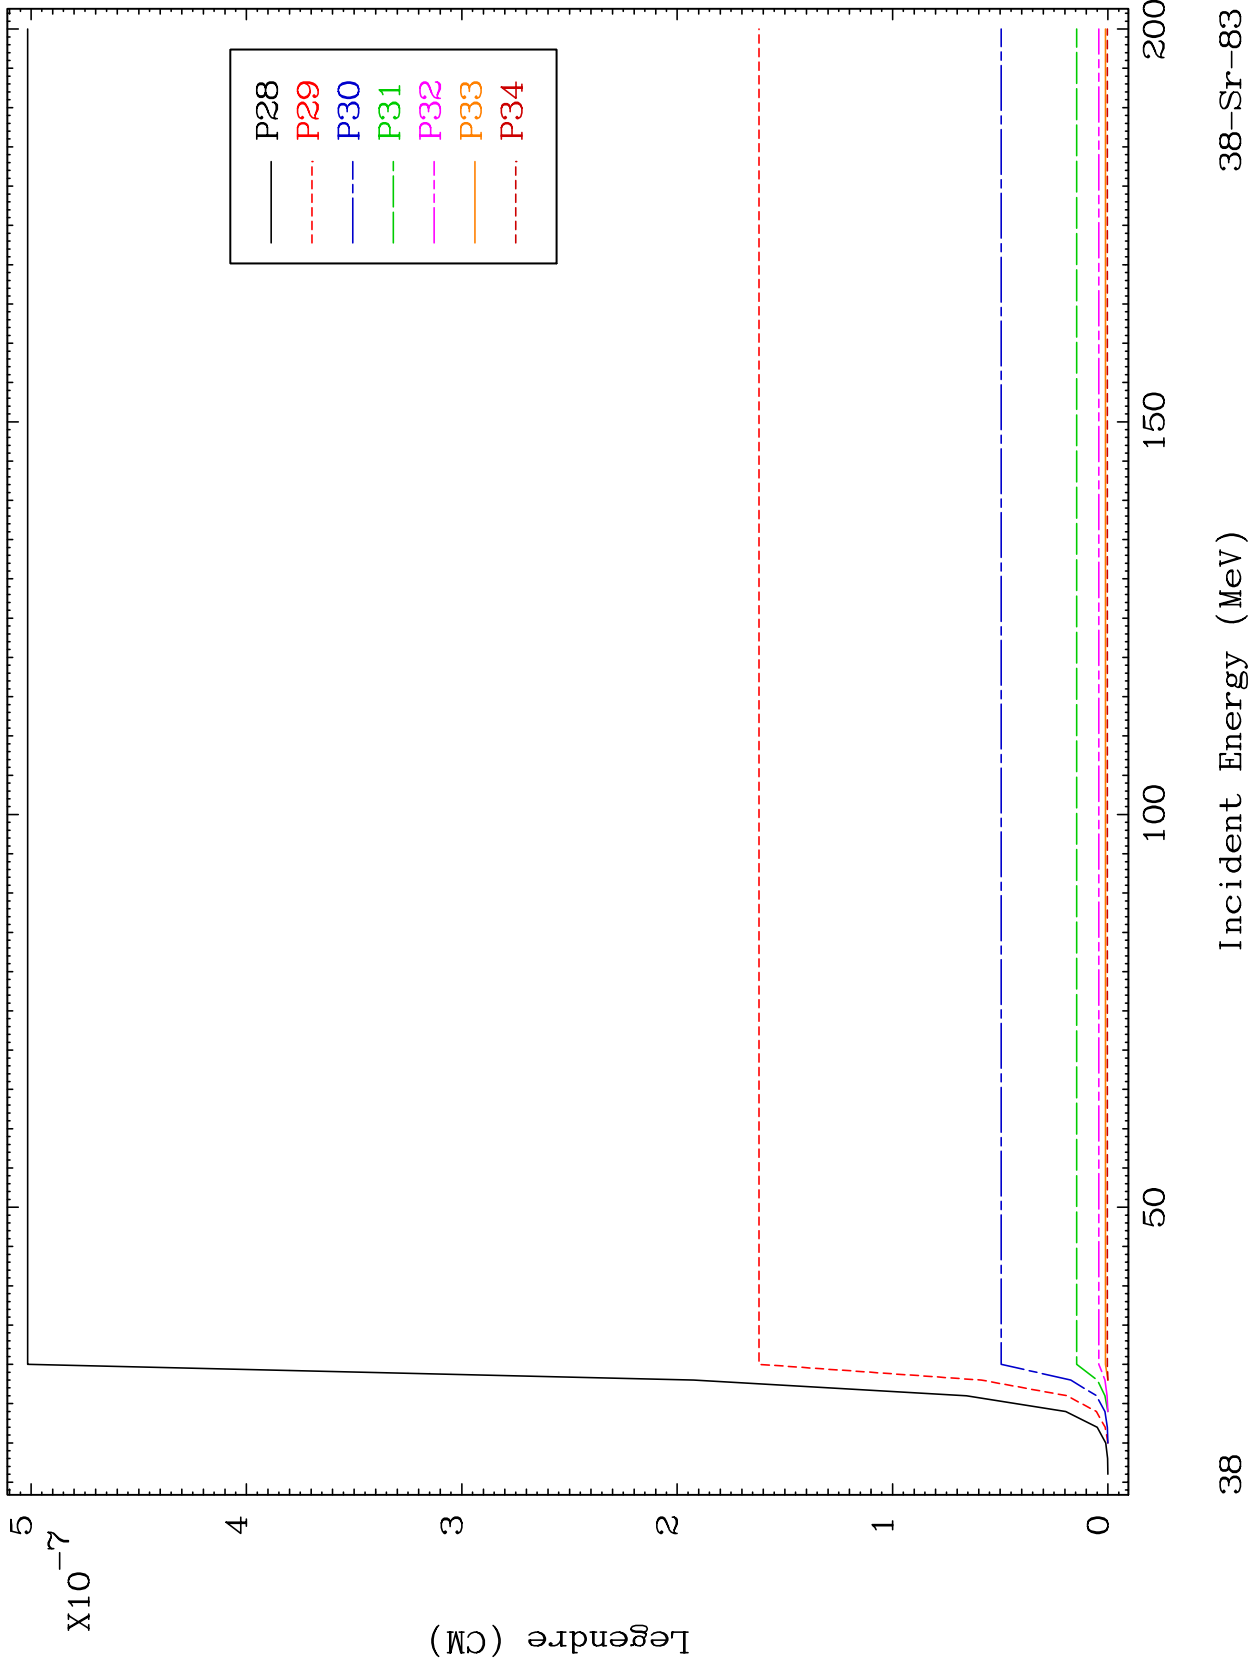 X10-7
5
4
3
2
1
0
Legendre (CM)
P28
P29
P30
P31
P32
P33
P34
50
100
150
200
38
Incident Energy (MeV)
38-Sr-83